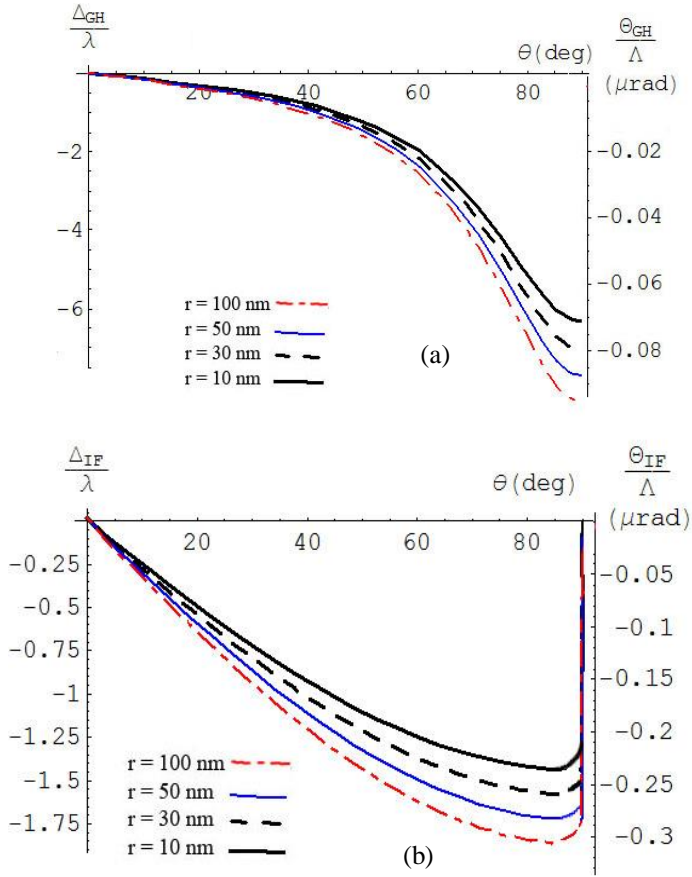 Δ_GH/λ
θ(deg)
Θ_GH/Λ
(μrad)
20 40 60 80
-2
-4
-6
-0.02
-0.04
-0.06
-0.08
r = 100 nm
r = 50 nm
r = 30 nm
r = 10 nm
(a)
Δ_IF/λ
θ(deg)
Θ_IF/Λ
(μrad)
20 40 60 80
-0.25
-0.5
-0.75
-1
-1.25
-1.5
-1.75
-0.05
-0.1
-0.15
-0.2
-0.25
-0.3
r = 100 nm
r = 50 nm
r = 30 nm
r = 10 nm
(b)